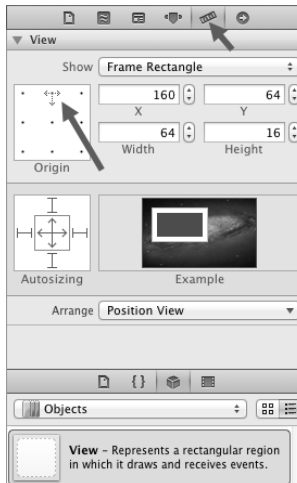 View
Show Frame Rectangle
160 64
X Y
64 16
Width Height
Origin
Autosizing Example
Arrange Position View
{ }
Objects
View – Represents a rectangular region
in which it draws and receives events.